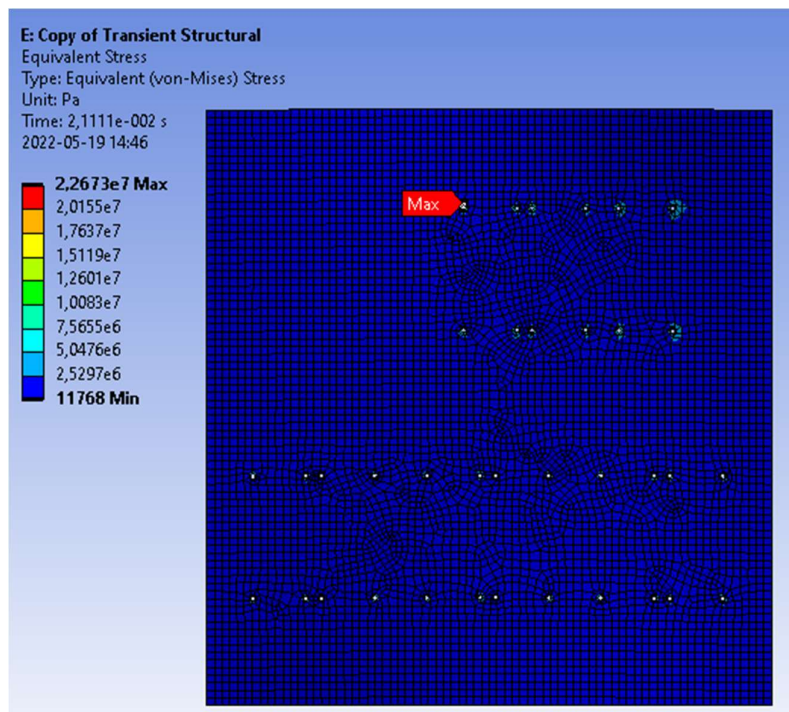 E: Copy of Transient Structural
Equivalent Stress
Type: Equivalent (von-Mises) Stress
Unit: Pa
Time: 2,1111e-002 s
2022-05-19 14:46
2,2673e7 Max
2,0155e7
1,7637e7
1,5119e7
1,2601e7
1,0083e7
7,5655e6
5,0476e6
2,5297e6
11768 Min
Max